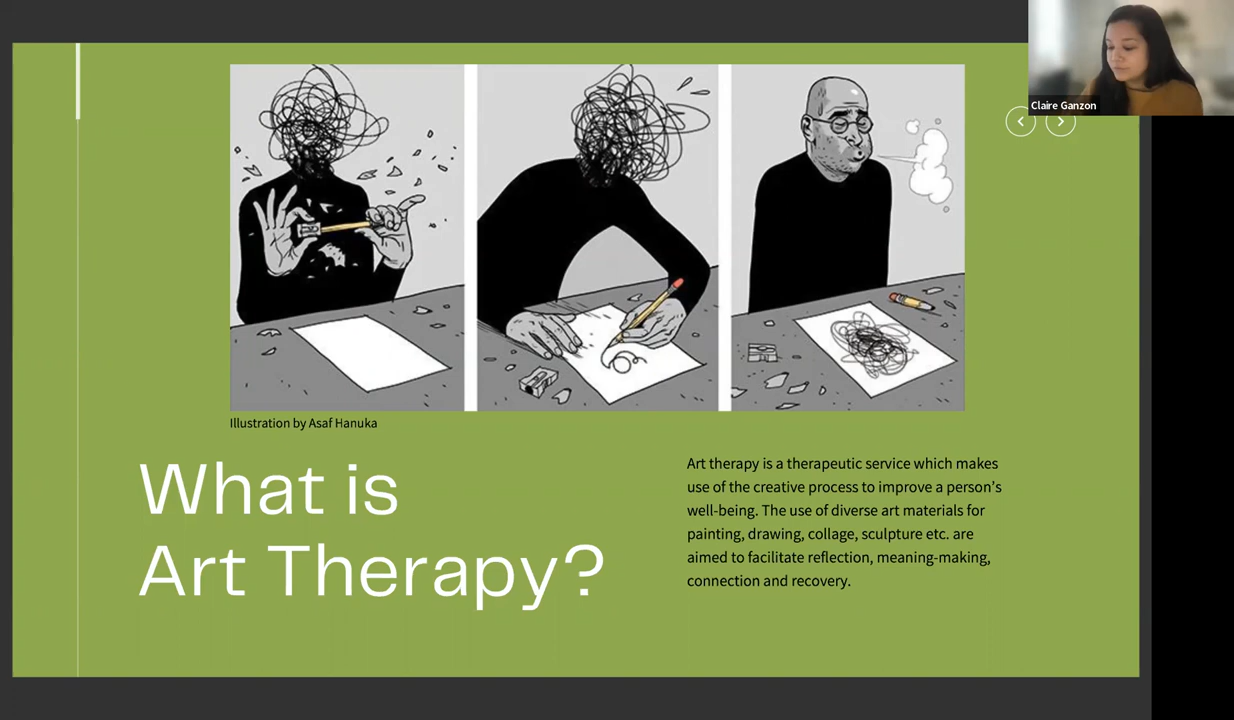 Claire Ganzon
Illustration by Asaf Hanuka
What is
Art Therapy?
Art therapy is a therapeutic service which makes
use of the creative process to improve a person’s
well-being. The use of diverse art materials for
painting, drawing, collage, sculpture etc. are
aimed to facilitate reflection, meaning-making,
connection and recovery.